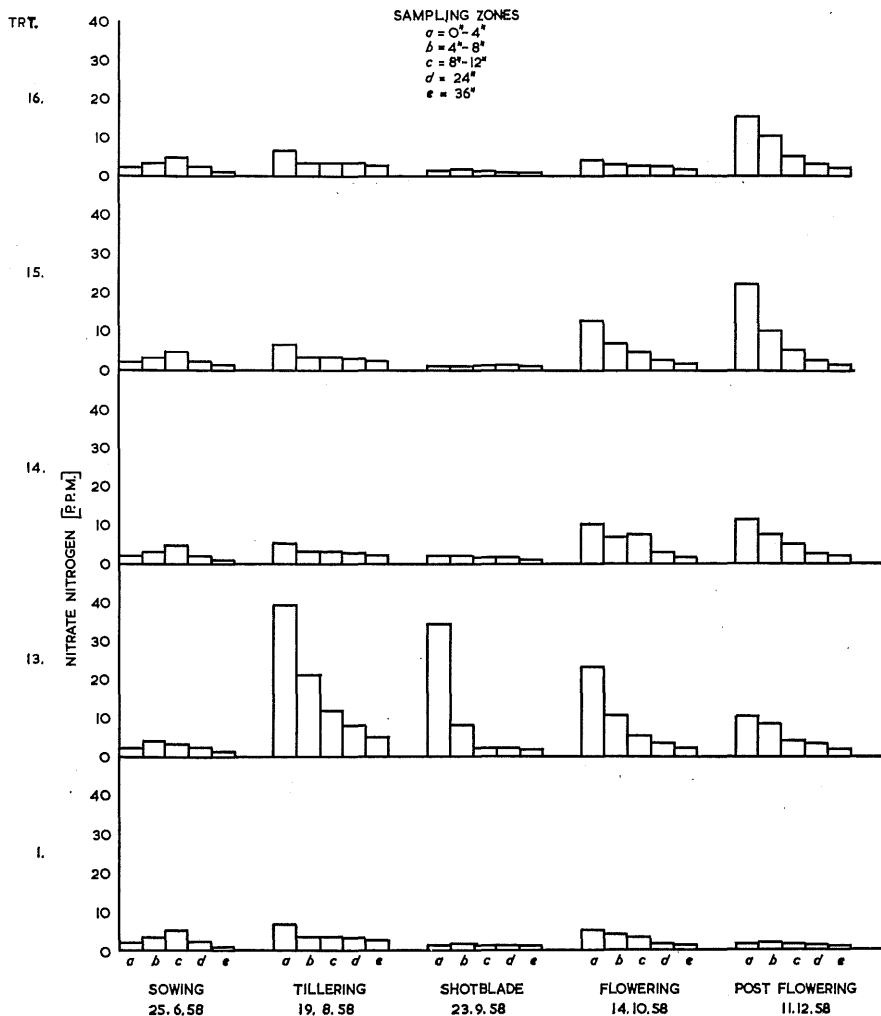 TRT.
SAMPLING ZONES
a = 0"-4"
b = 4"-8"
c = 8"-12"
d = 24"
e = 36"
40
30
20
10
0
16.
40
30
20
10
0
15.
40
30
20
10
0
14.
40
30
20
10
0
13.
40
30
20
10
0
1.
NITRATE NITROGEN [P.P.M.]
a b c d e a b c d e a b c d e a b c d e a b c d e
SOWING TILLERING SHOTBLADE FLOWERING POST FLOWERING
25.6.58 19.8.58 23.9.58 14.10.58 11.12.58